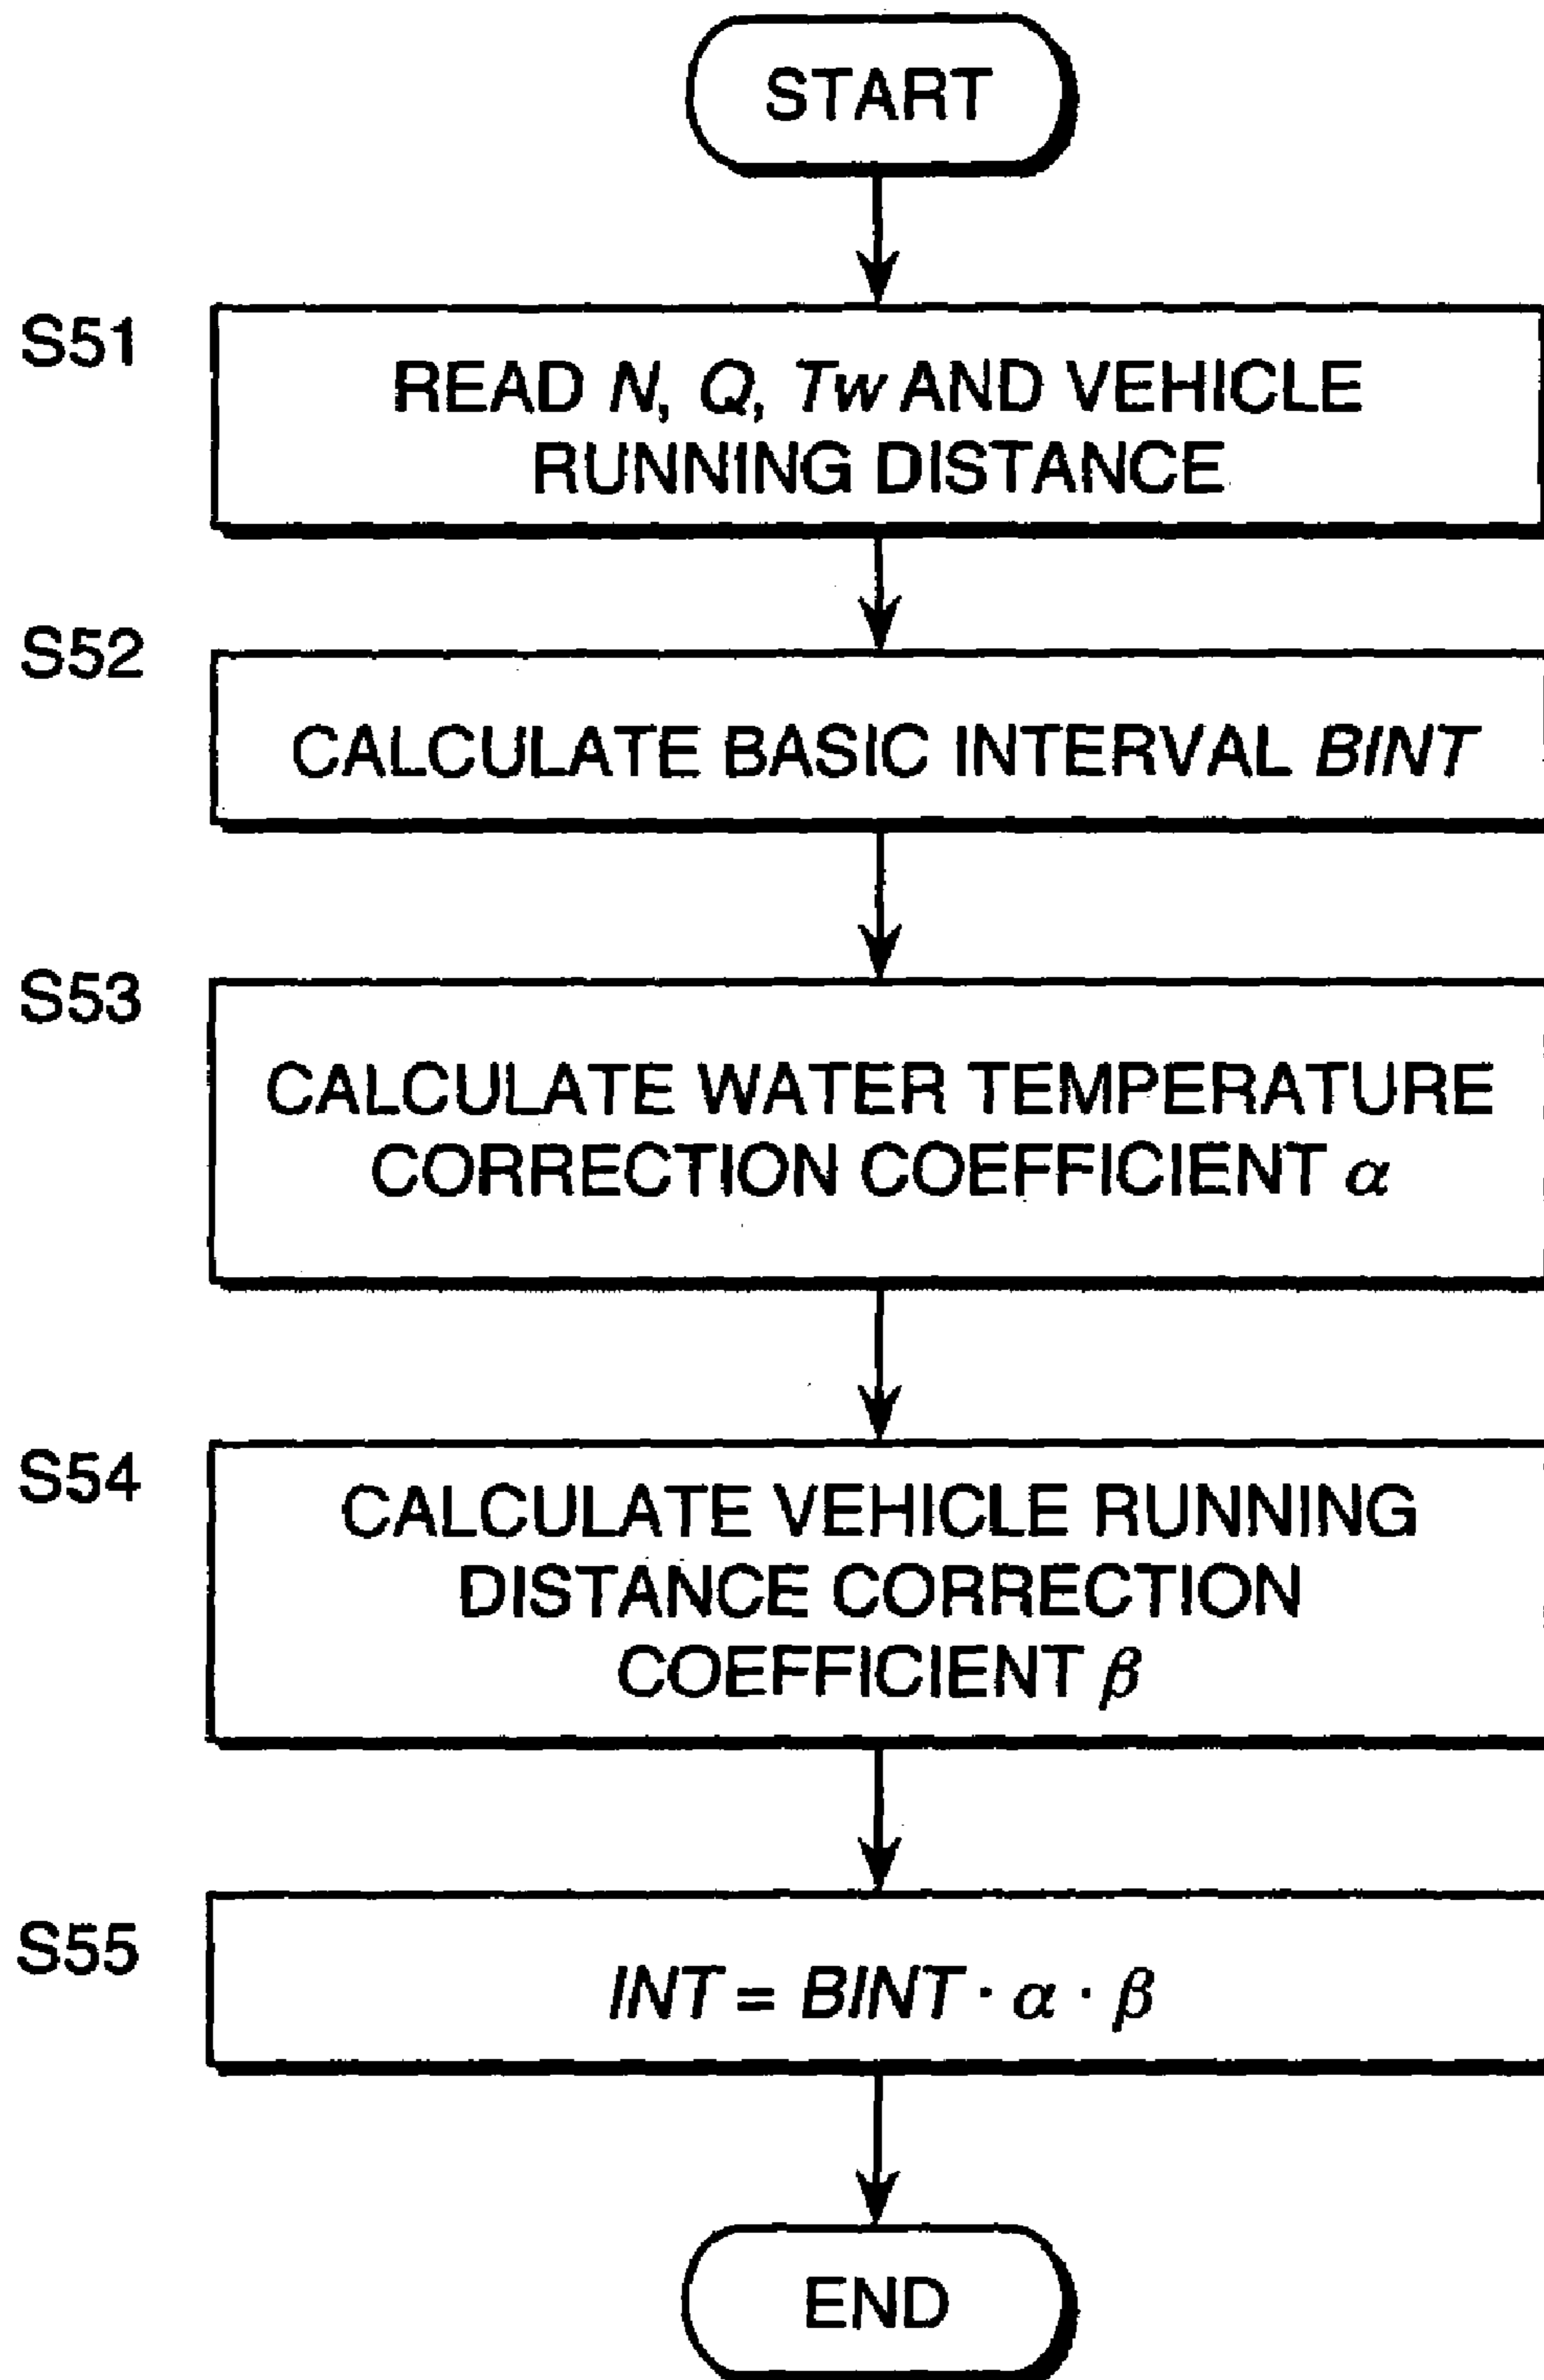 START
S51
READ N, Q, Tw AND VEHICLE
RUNNING DISTANCE
S52
CALCULATE BASIC INTERVAL BINT
S53
CALCULATE WATER TEMPERATURE
CORRECTION COEFFICIENT α
S54
CALCULATE VEHICLE RUNNING
DISTANCE CORRECTION
COEFFICIENT β
S55
INT = BINT · α · β
END